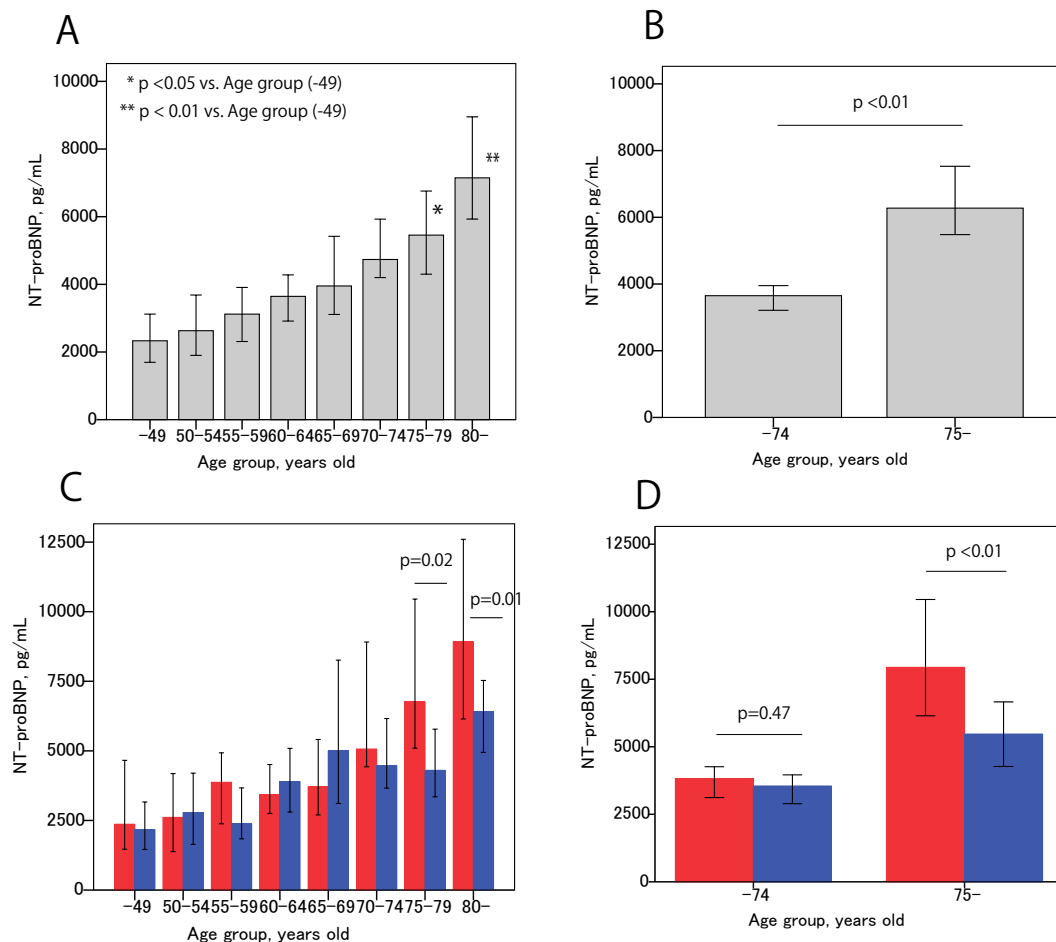 A
* p <0.05 vs. Age group (-49)
** p < 0.01 vs. Age group (-49)
NT-proBNP, pg/mL
10000
8000
6000
4000
2000
0
*
**
-49 50-54 55-59 60-64 65-69 70-74 75-79 80-
Age group, years old
B
NT-proBNP, pg/mL
10000
8000
6000
4000
2000
0
p <0.01
-74 75-
Age group, years old
C
NT-proBNP, pg/mL
12500
10000
7500
5000
2500
0
p=0.02
p=0.01
-49 50-54 55-59 60-64 65-69 70-74 75-79 80-
Age group, years old
D
NT-proBNP, pg/mL
12500
10000
7500
5000
2500
0
p <0.01
p=0.47
-74 75-
Age group, years old